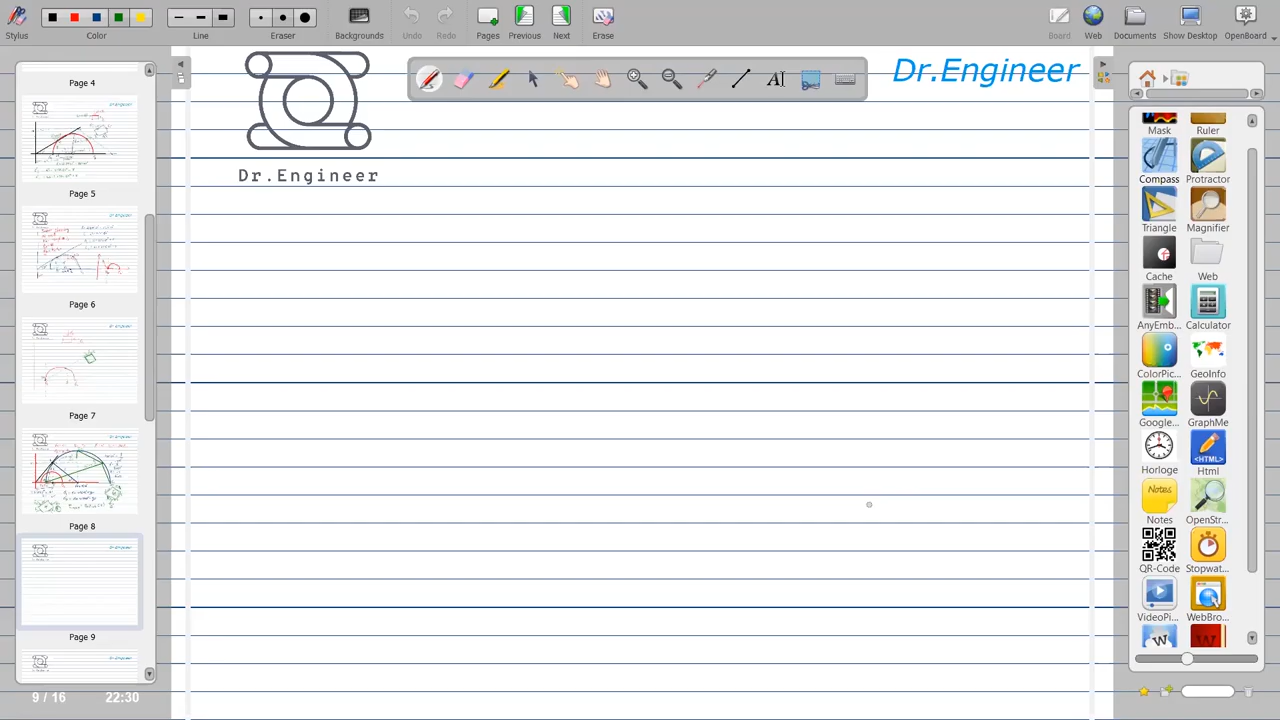 Stylus
Color
Line
Eraser
Backgrounds
Undo
Redo
Pages
Previous
Next
Erase
Board
Web
Documents
Show Desktop
OpenBoard
Page 4
Page 5
Page 6
Page 7
Page 8
Page 9
9 / 16
22:30
Dr.Engineer
Dr.Engineer
Mask
Ruler
Compass
Protractor
Triangle
Magnifier
Cache
Web
AnyEmb...
Calculator
ColorPic...
GeoInfo
Google...
GraphMe
Horloge
Html
<HTML>
Notes
Notes
OpenStr...
QR-Code
Stopwat...
VideoPi...
WebBro...
W
W